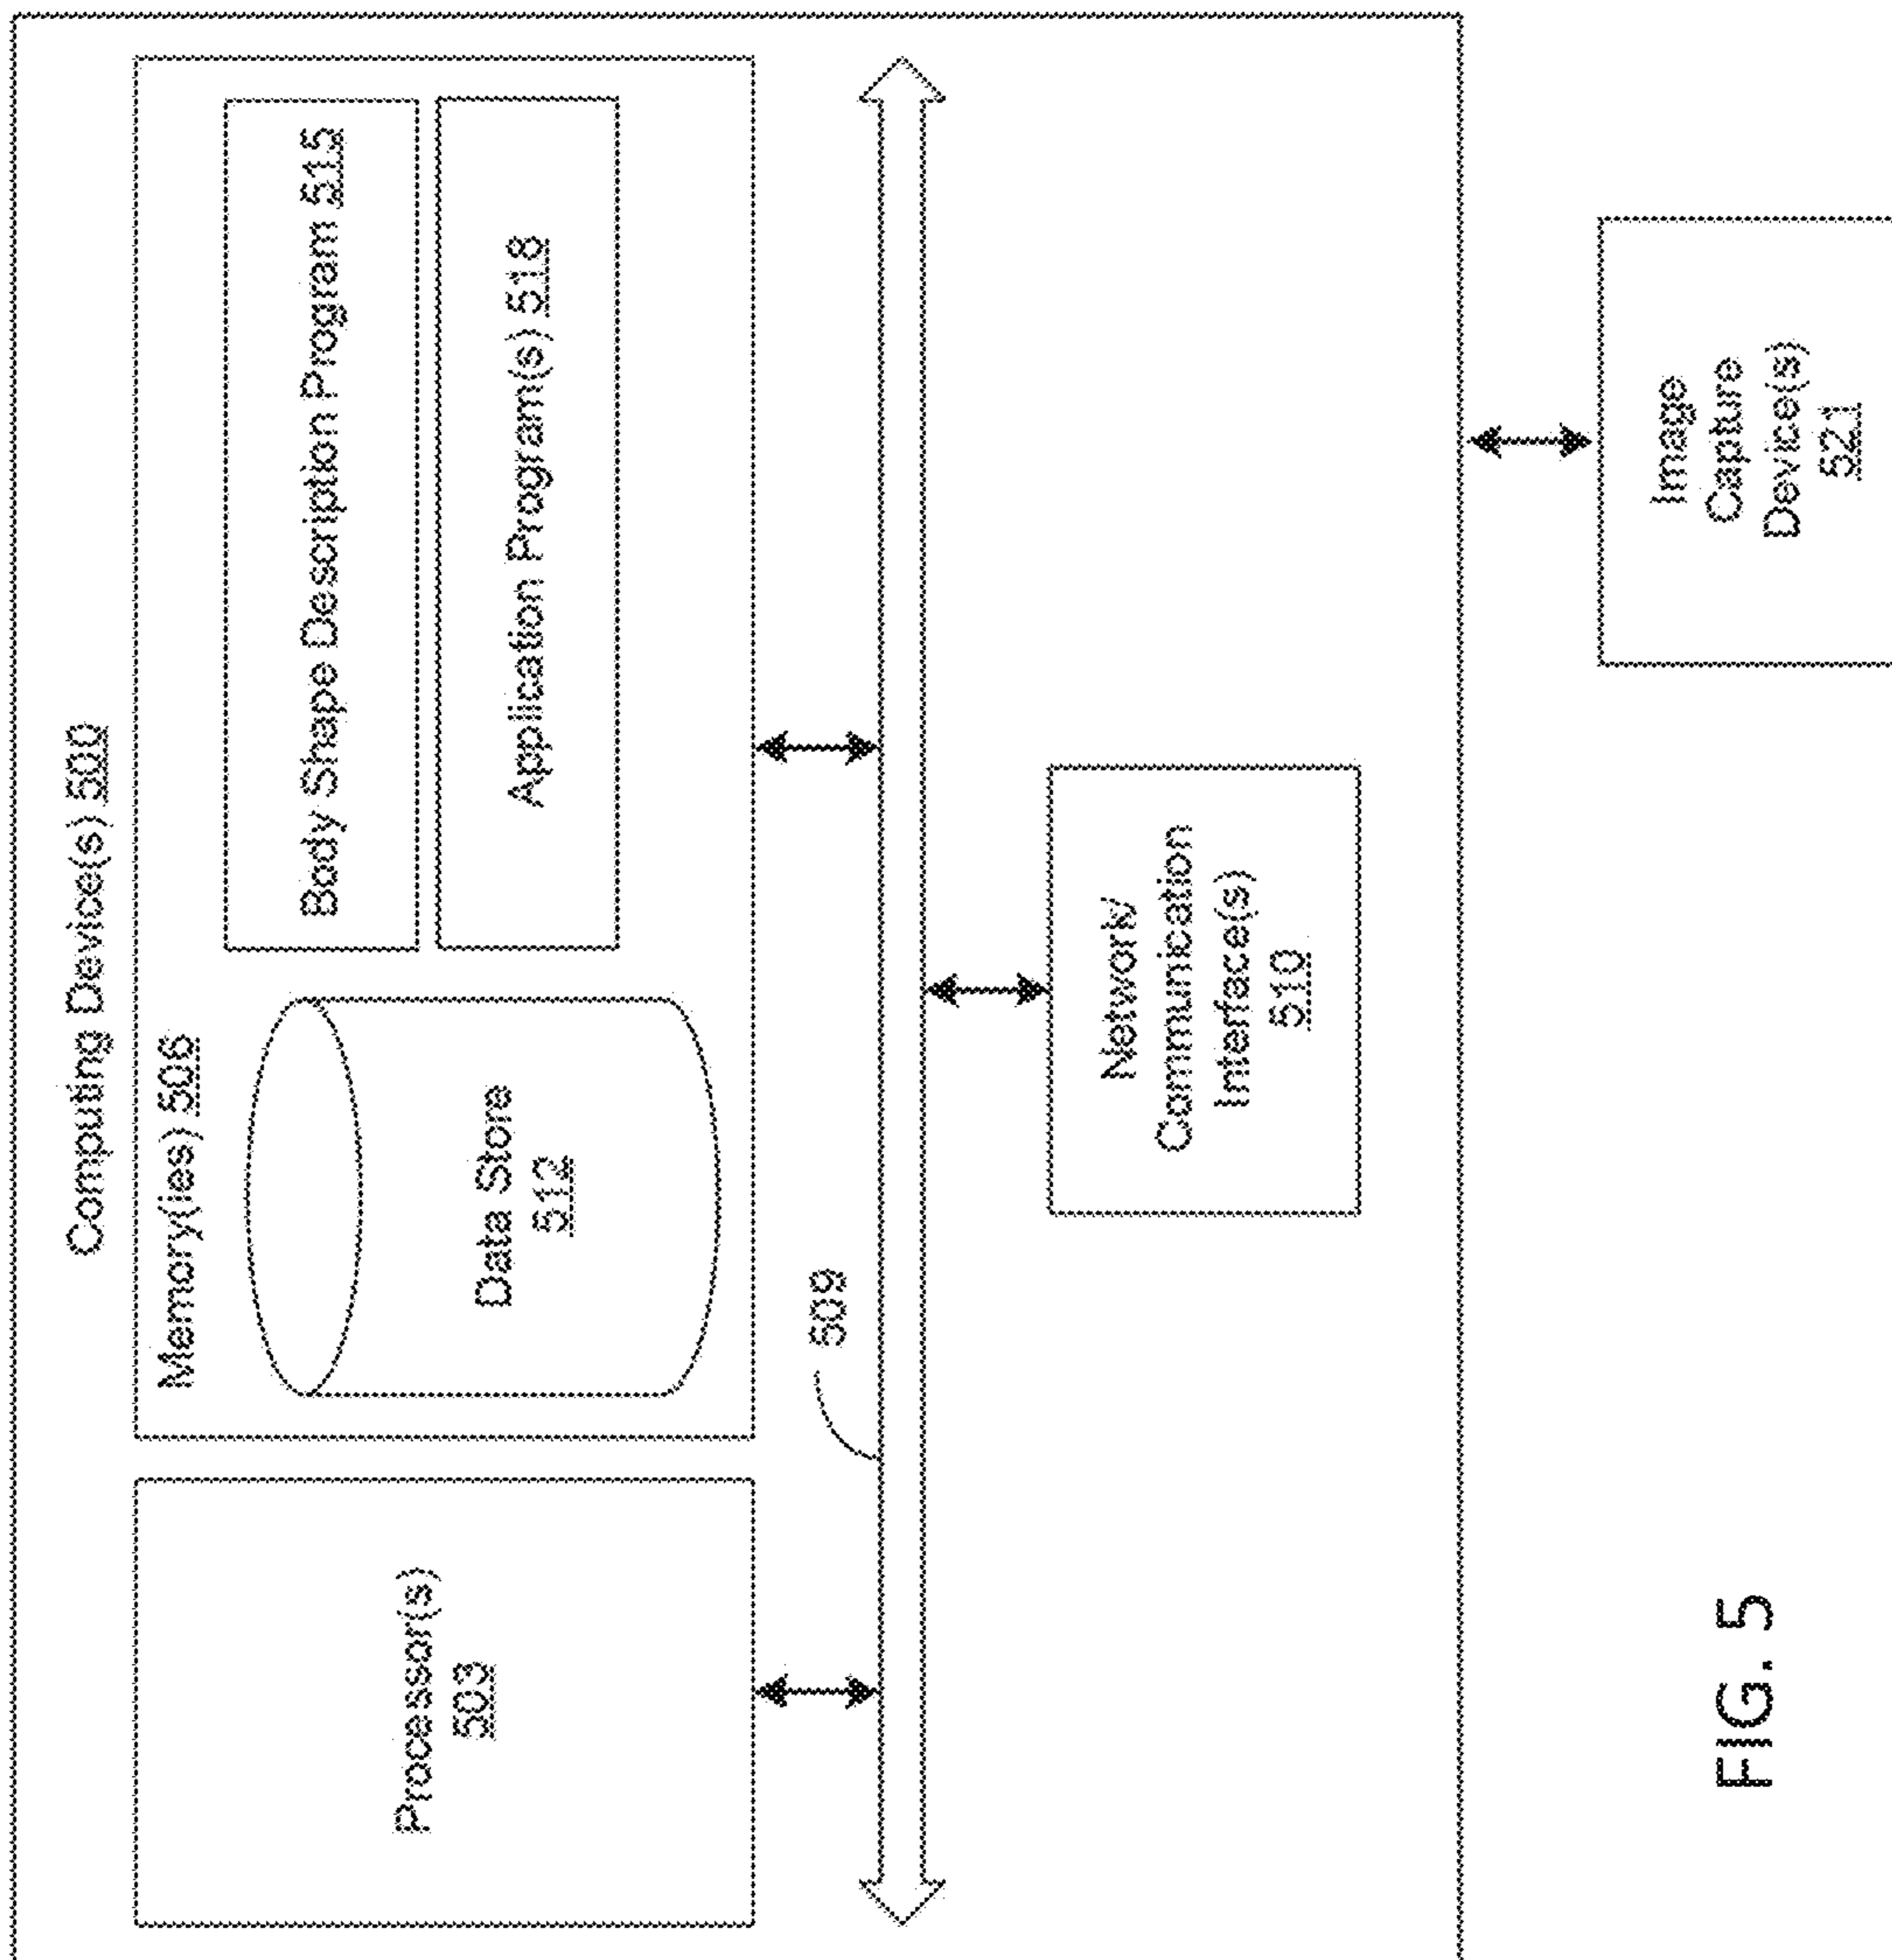 Computing Device(s) 500
Memory(ies) 506
Processor(s)
503
Data Store
512
Body Shape Description Program 515
Application Program(s) 518
509
Network
Communication
Interface(s)
510
Image
Capture
Device(s)
521
FIG. 5